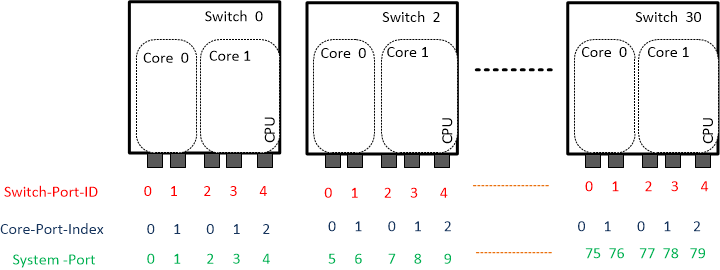 Switch 0 Switch 2 Switch 30
Core 0 Core 1 Core 0 Core 1 Core 0 Core 1
CPU CPU CPU
Switch-Port-ID 0 1 2 3 4 0 1 2 3 4 0 1 2 3 4
Core-Port-Index 0 1 0 1 2 0 1 0 1 2 0 1 0 1 2
System -Port 0 1 2 3 4 5 6 7 8 9 75 76 77 78 79